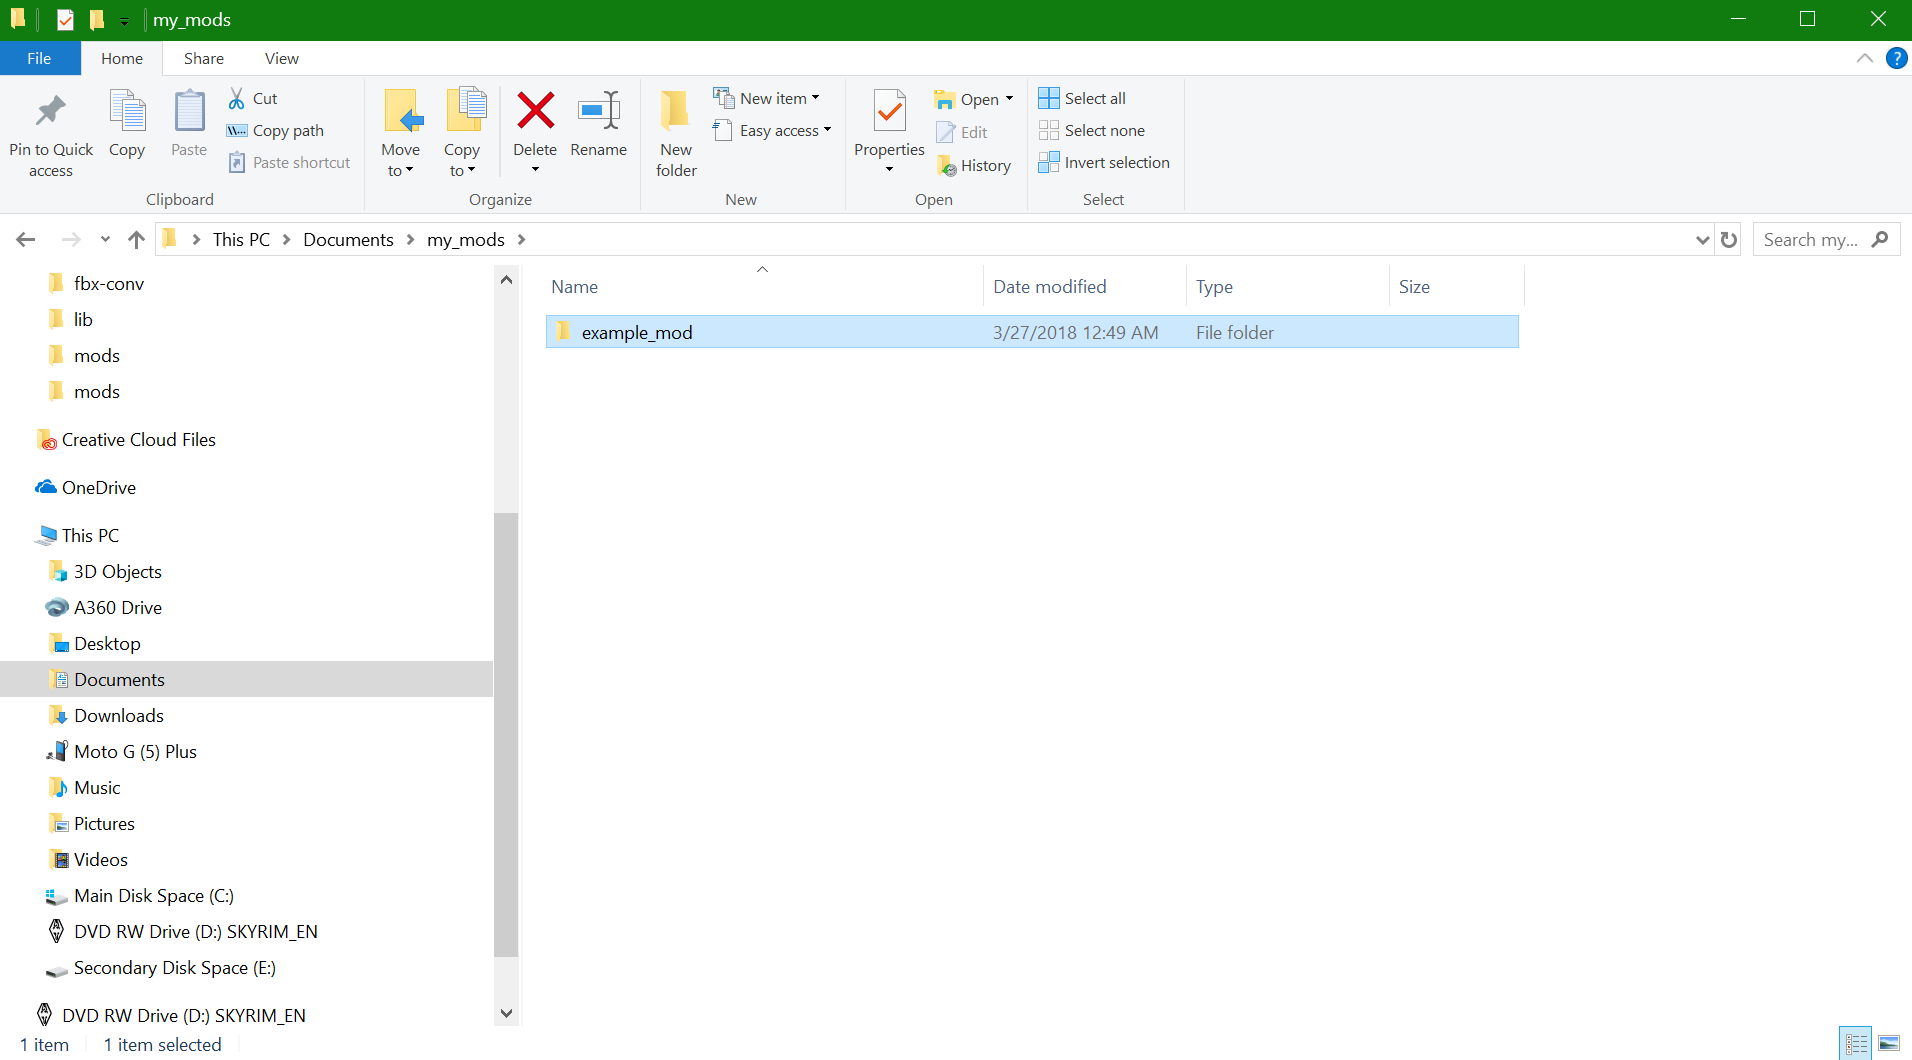 my_mods
File Home Share View
Pin to Quick access
Copy
Paste
Cut
Copy path
Paste shortcut
Clipboard
Move to
Copy to
Delete
Rename
Organize
New folder
New item
Easy access
New
Properties
Open
Edit
History
Open
Select all
Select none
Invert selection
Select
This PC > Documents > my_mods >
Search my...
fbx-conv
lib
mods
mods
Creative Cloud Files
OneDrive
This PC
3D Objects
A360 Drive
Desktop
Documents
Downloads
Moto G (5) Plus
Music
Pictures
Videos
Main Disk Space (C:)
DVD RW Drive (D:) SKYRIM_EN
Secondary Disk Space (E:)
DVD RW Drive (D:) SKYRIM_EN
Name Date modified Type Size
example_mod 3/27/2018 12:49 AM File folder
1 item 1 item selected